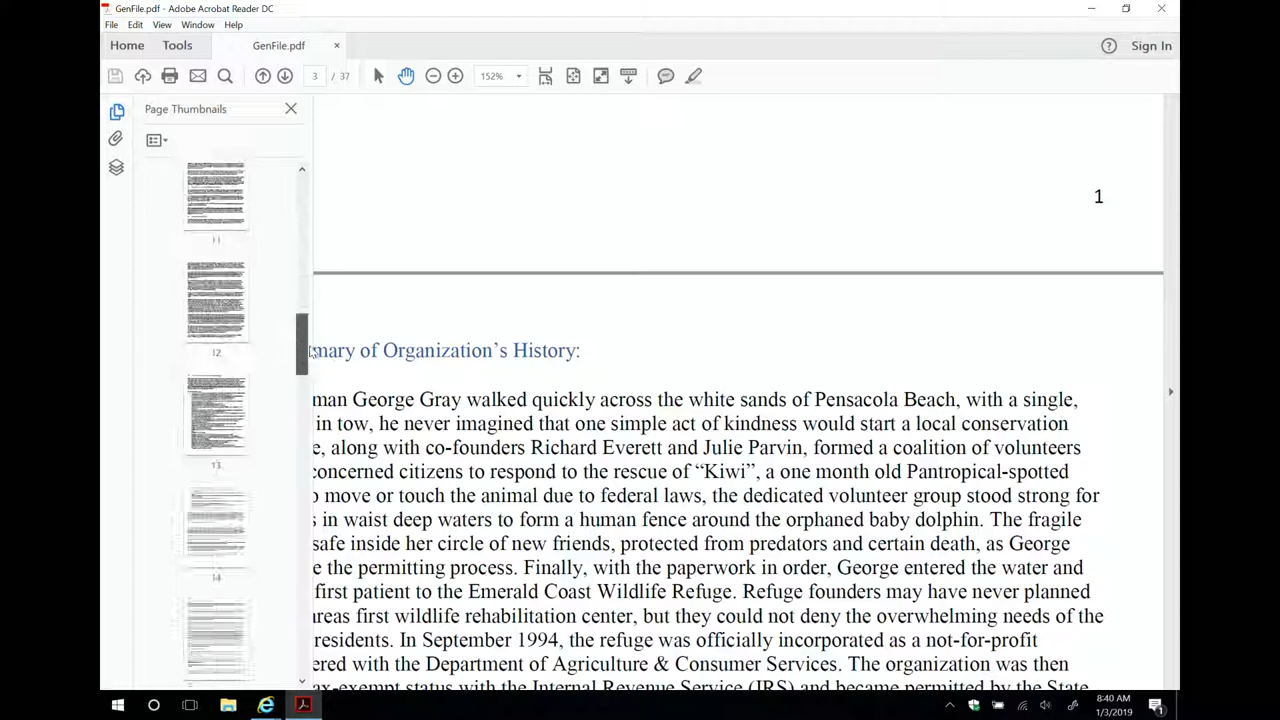 GenFile.pdf - Adobe Acrobat Reader DC
File Edit View Window Help
Home Tools GenFile.pdf × Sign In
3 / 37 152%
Page Thumbnails
11
12
13
14
1
mary of Organization's History:
man George Gray walked quickly across the white sands of Pensacola Beach, with a single,
in tow, he never imagined that one simple act of kindness would start a local conservation
e, along with co-founders Richard Everett and Julie Parvin, formed a colition of volunteers
concerned citizens to respond to the rescue of “Kiwi”, a one month old Pantropical-spotted
o move or touch the animal due to federal laws, the dedicated volunteer group stood strong for
s in waist deep waters to form a human fence around the orphaned baby dolphin. The fragile
safe inside her circle of new friends, protected from predators and certain death, as George
e the permitting process. Finally, with the paperwork in order, George entered the water and
first patient to the Emerald Coast Wildlife Refuge. Refuge founders may have never planned
areas first wildlife rehabilitation center, but they could not deny the overwhelming needs of the
residents. In September 1994, the refuge was officially incorporated as a not-for-profit
ered with the Department of Agriculture & Consumer Services. The organization was then
8:40 AM
1/3/2019